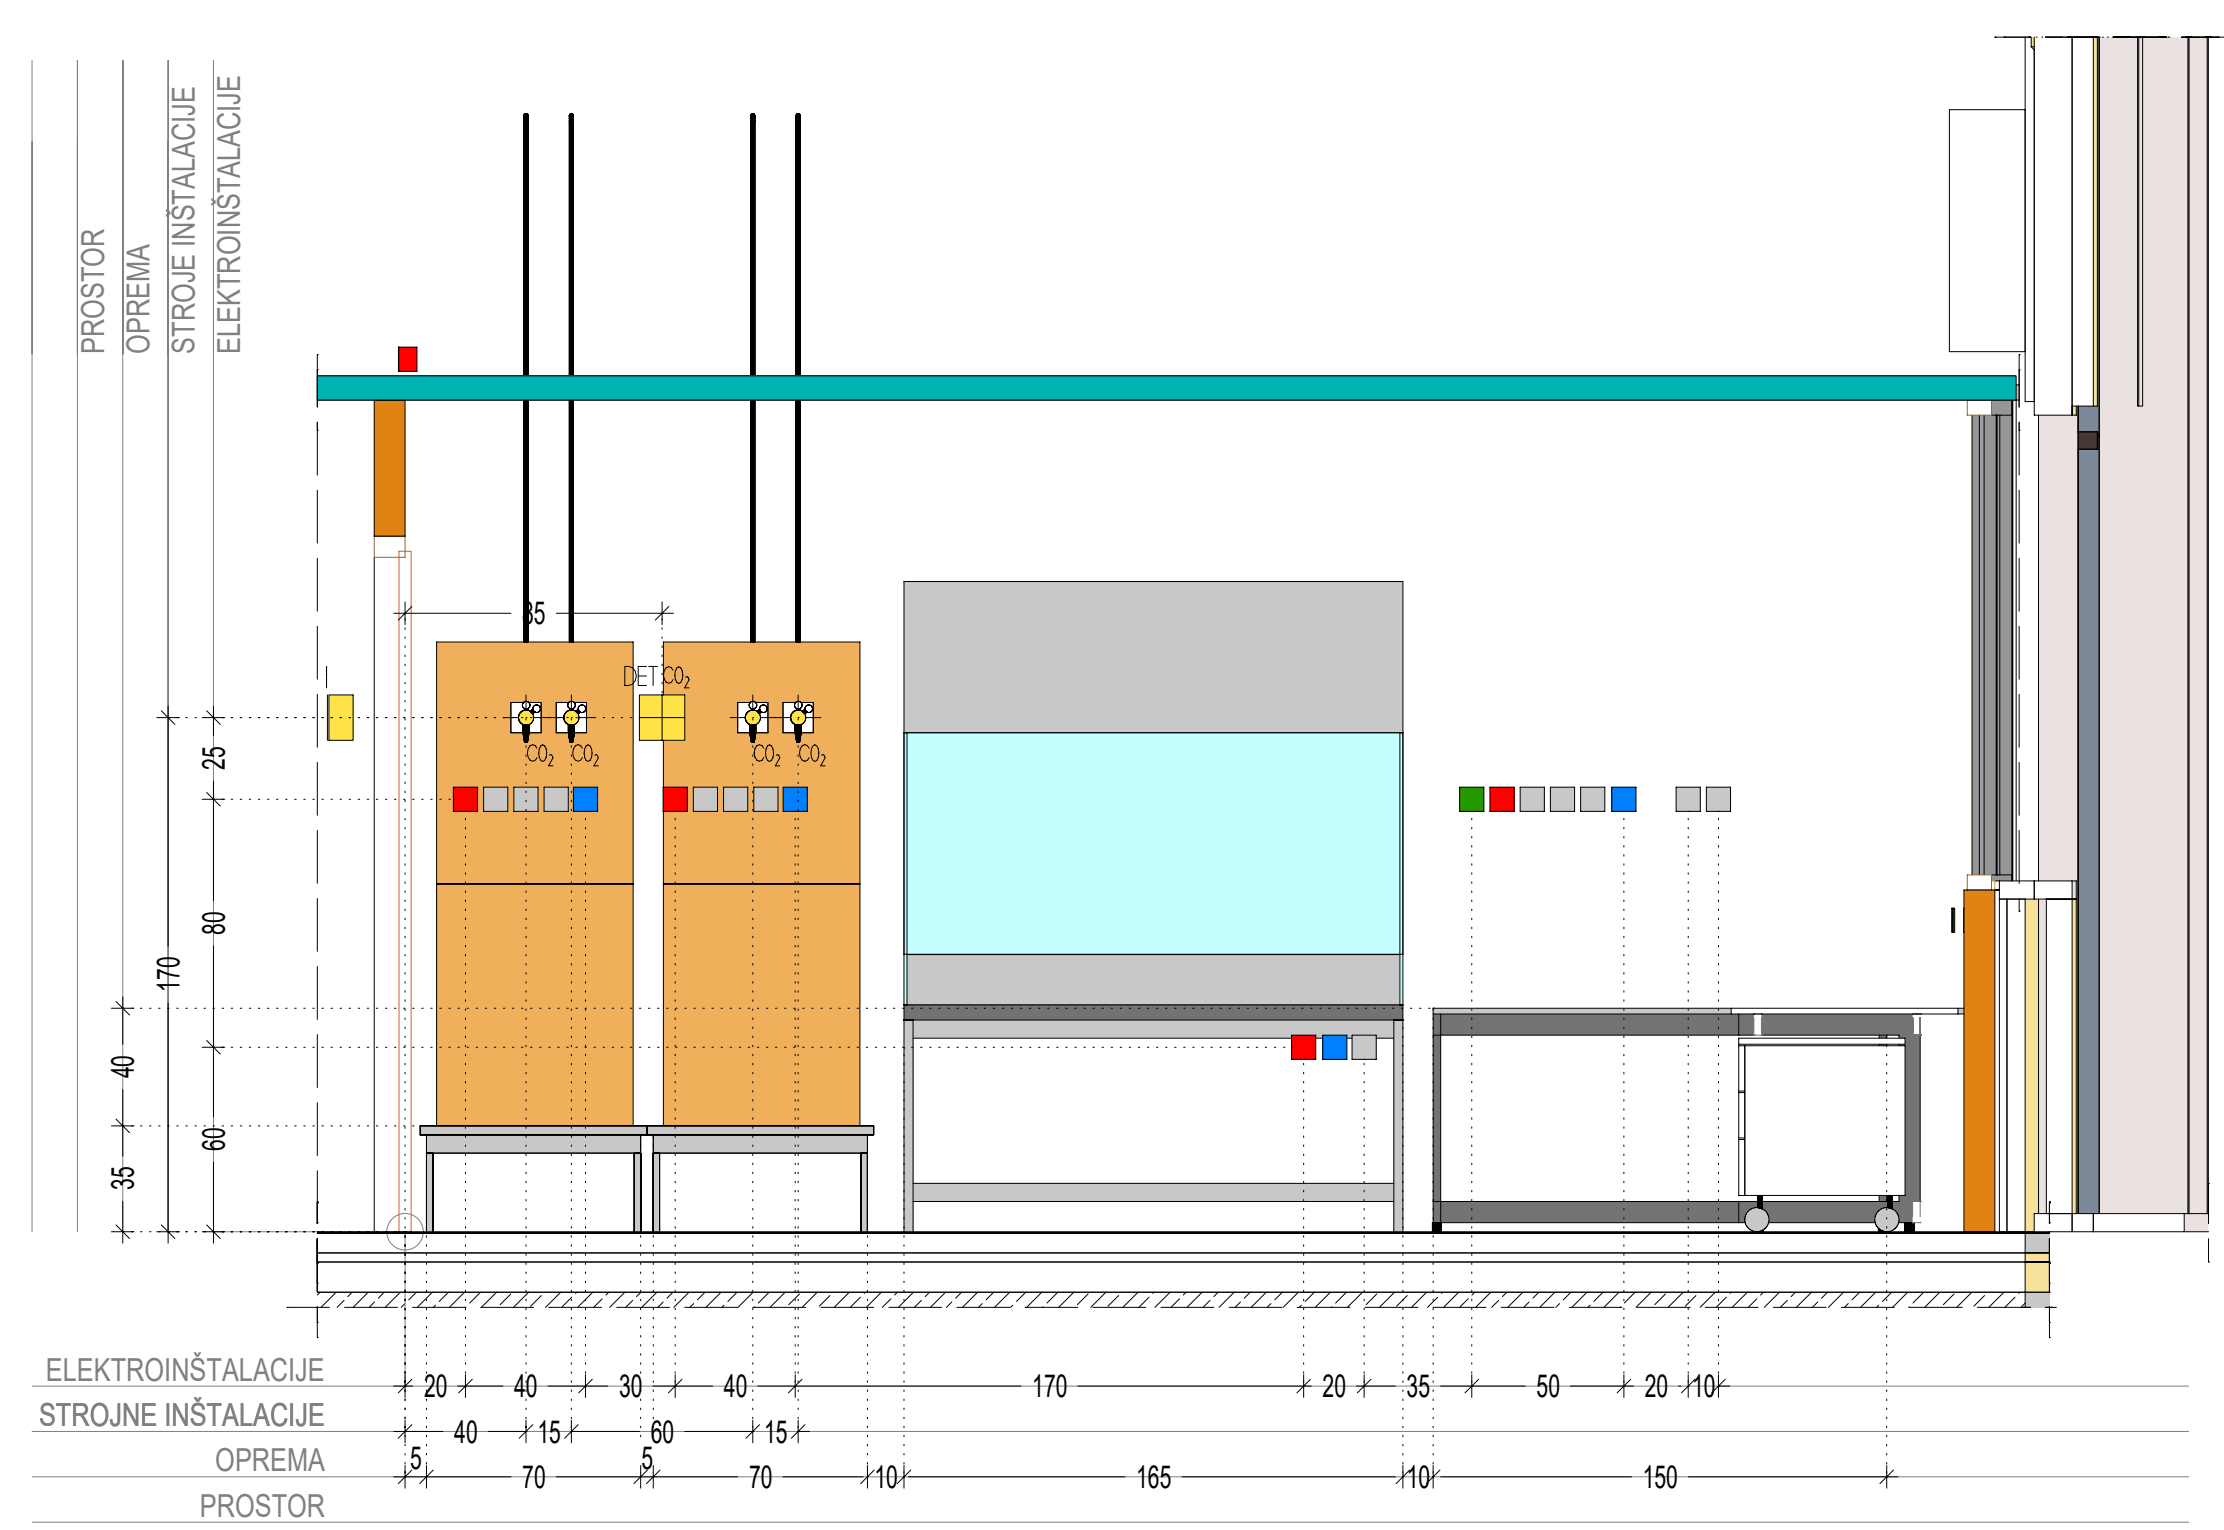 PROSTOR
OPREMA
STROJE INŠTALACIJE
ELEKTROINŠTALACIJE
85
DET CO₂
CO₂ CO₂ CO₂ CO₂
25
80
170
40
60
35
ELEKTROINŠTALACIJE 20 40 30 40 170 20 35 50 20 10
STROJNE INŠTALACIJE 40 15 60 15
OPREMA 5 70 5 70 10 165 10 150
PROSTOR